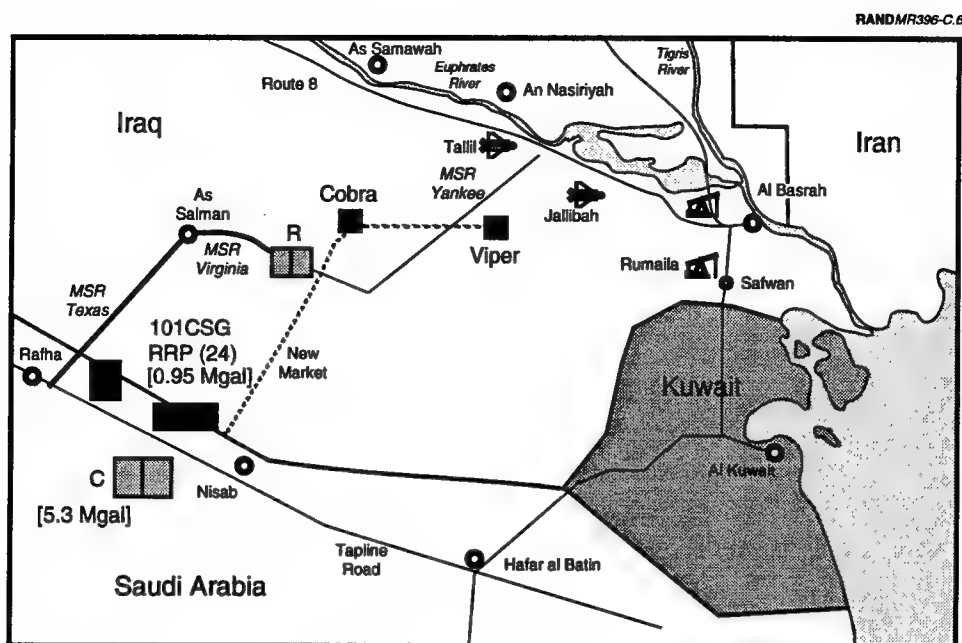 RANDMR396-C.6
As Samawah
Euphrates
River
Tigris
River
Route 8
An Nasiriyah
Iraq
Iran
Tallil
MSR
Yankee
Al Basrah
Cobra
Jallibah
As
Salman
R
MSR
Virginia
Viper
Rumaila
Safwan
MSR
Texas
101CSG
RRP (24)
[0.95 Mgal]
Rafha
New
Market
Kuwait
Al Kuwait
C
Nisab
[5.3 Mgal]
Tapline
Road
Hafar al Batin
Saudi Arabia